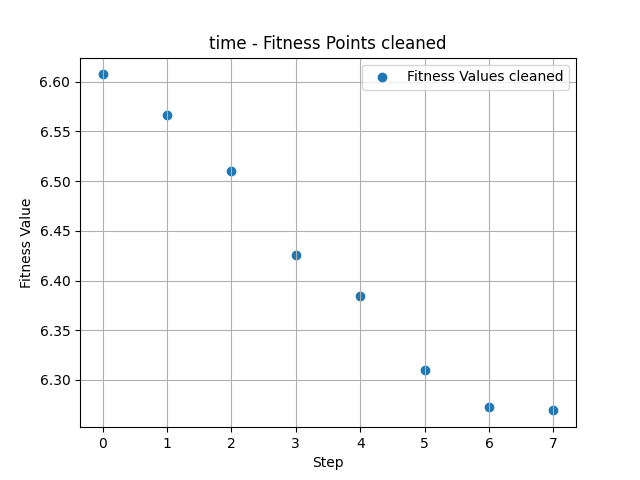 time - Fitness Points cleaned
Fitness Values cleaned
Fitness Value
6.60
6.55
6.50
6.45
6.40
6.35
6.30
0 1 2 3 4 5 6 7
Step